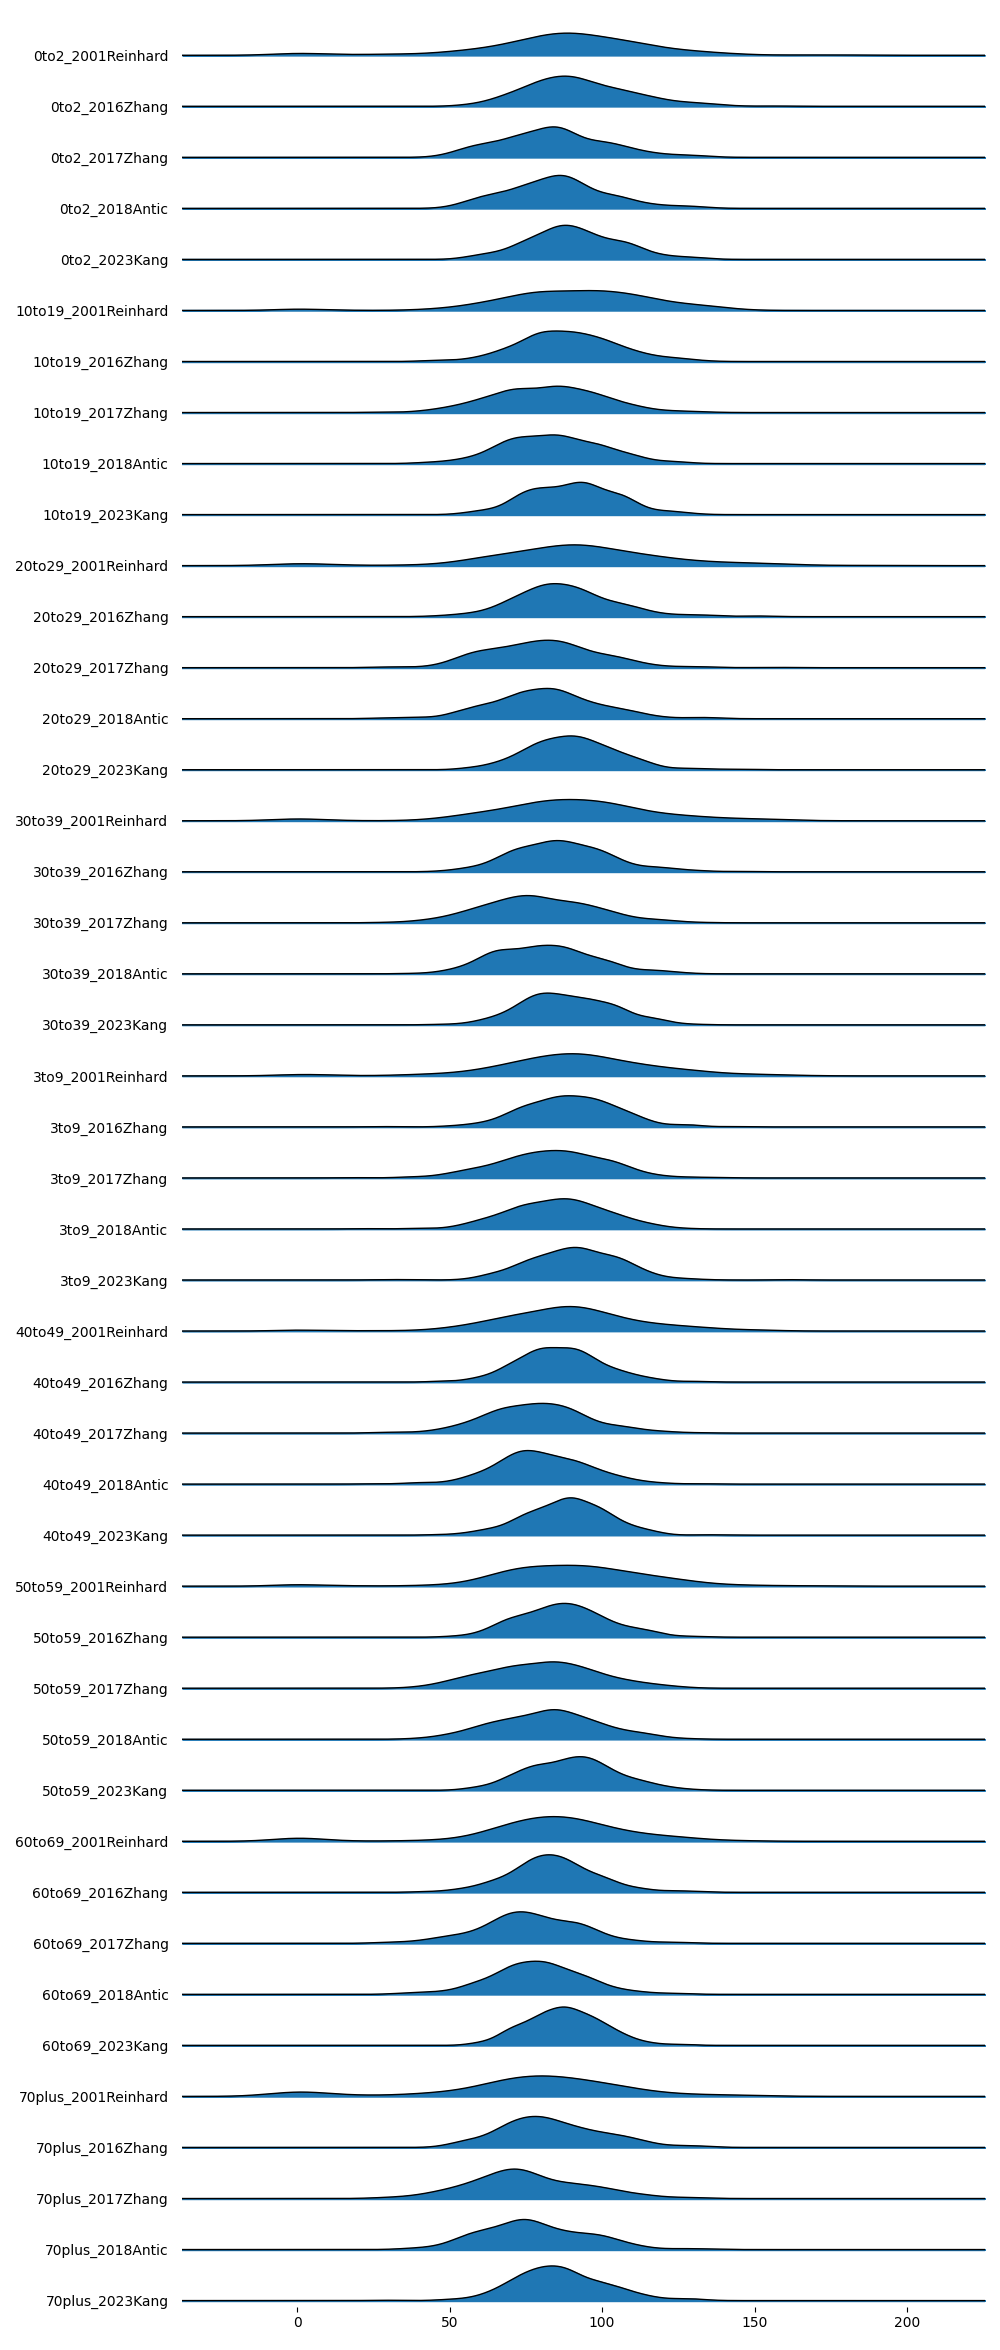 0to2_2001Reinhard
0to2_2016Zhang
0to2_2017Zhang
0to2_2018Antic
0to2_2023Kang
10to19_2001Reinhard
10to19_2016Zhang
10to19_2017Zhang
10to19_2018Antic
10to19_2023Kang
20to29_2001Reinhard
20to29_2016Zhang
20to29_2017Zhang
20to29_2018Antic
20to29_2023Kang
30to39_2001Reinhard
30to39_2016Zhang
30to39_2017Zhang
30to39_2018Antic
30to39_2023Kang
3to9_2001Reinhard
3to9_2016Zhang
3to9_2017Zhang
3to9_2018Antic
3to9_2023Kang
40to49_2001Reinhard
40to49_2016Zhang
40to49_2017Zhang
40to49_2018Antic
40to49_2023Kang
50to59_2001Reinhard
50to59_2016Zhang
50to59_2017Zhang
50to59_2018Antic
50to59_2023Kang
60to69_2001Reinhard
60to69_2016Zhang
60to69_2017Zhang
60to69_2018Antic
60to69_2023Kang
70plus_2001Reinhard
70plus_2016Zhang
70plus_2017Zhang
70plus_2018Antic
70plus_2023Kang
0 50 100 150 200